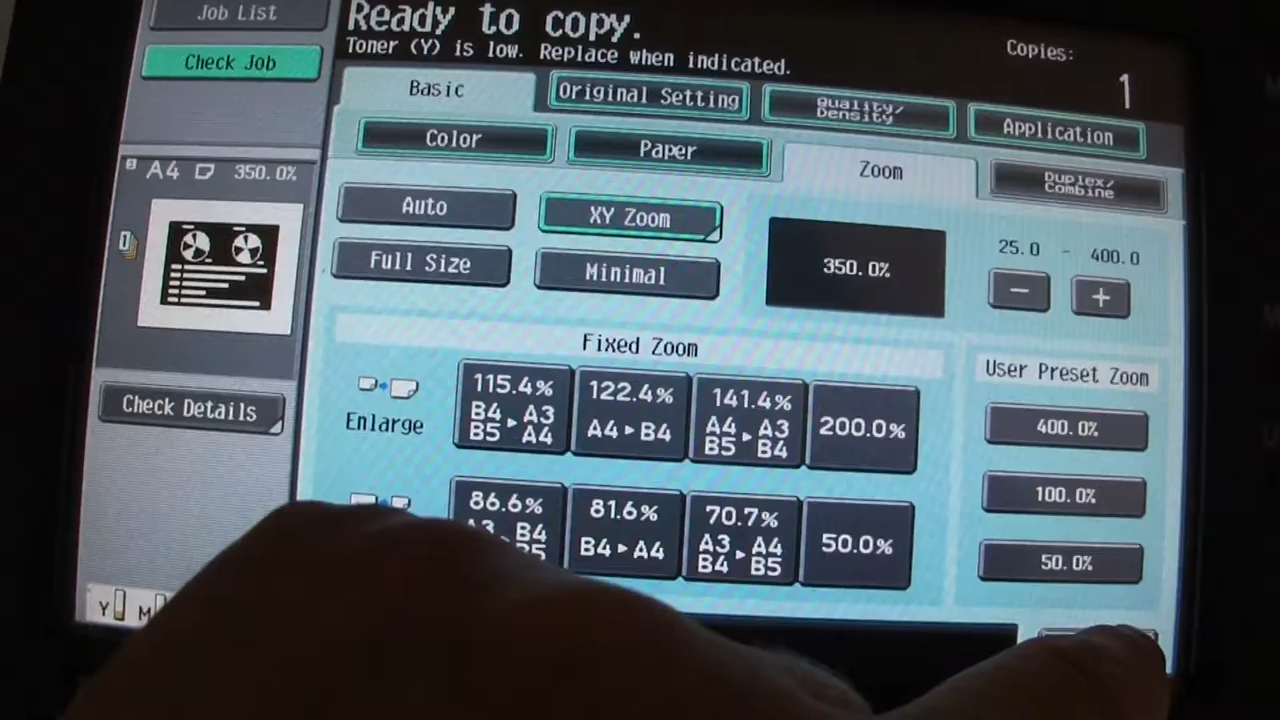 Job List
Check Job
Ready to copy.
Toner (Y) is low. Replace when indicated.
Copies:
1
Basic
Original Setting
Quality/
Density
Application
Color
Paper
Zoom
Duplex/
Combine
A4 350.0%
1
Auto
XY Zoom
Full Size
Minimal
350.0%
25.0 - 400.0
−
+
Check Details
Fixed Zoom
Enlarge
115.4%
B4 ▸ A3
B5 ▸ A4
122.4%
A4 ▸ B4
141.4%
A4 ▸ A3
B5 ▸ B4
200.0%
86.6%
A3 B4
B5
81.6%
B4 ▸ A4
70.7%
A3 ▸ A4
B4 ▸ B5
50.0%
User Preset Zoom
400.0%
100.0%
50.0%
Y M